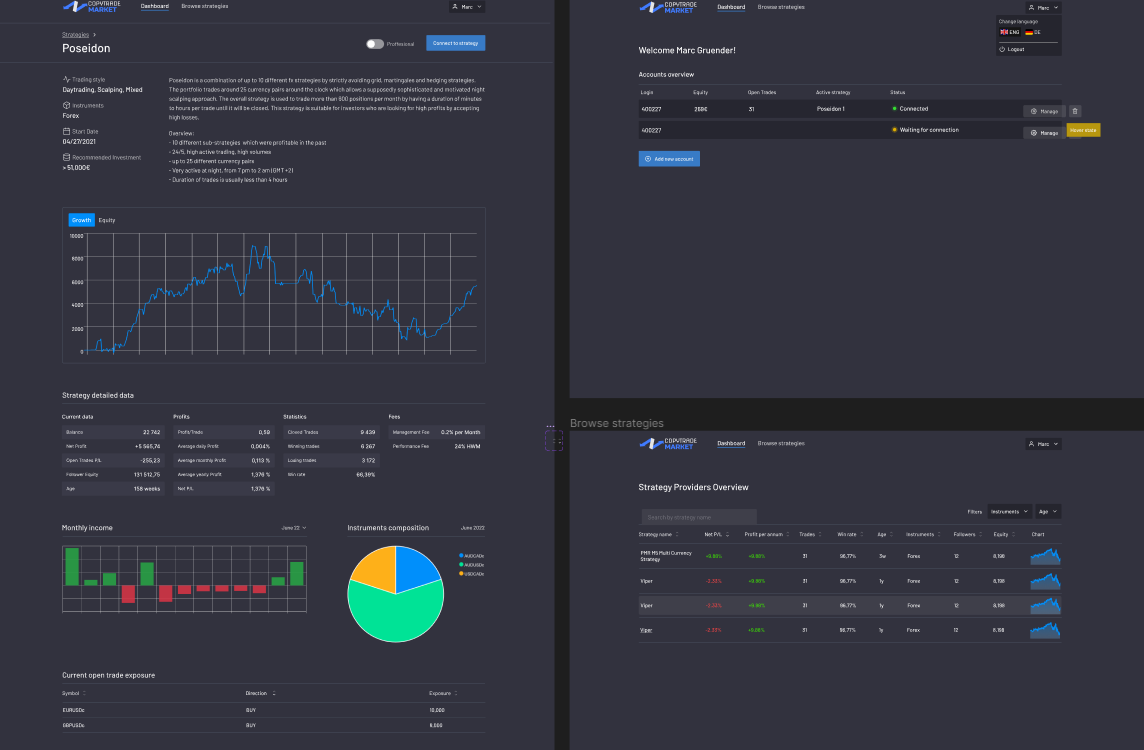 COPYTRADE
MARKET
Dashboard
Browse strategies
Marc
Strategies
Poseidon
Proffesional
Connect to strategy
Trading style
Daytrading, Scalping, Mixed
Instruments
Forex
Start Date
04/27/2021
Recommended Investment
> 51,000€
Poseidon is a combination of up to 10 different fx strategies by strictly avoiding grid, martingales and hedging strategies.
The portfolio trades around 25 currency pairs around the clock which allows a supposedly sophisticated and motivated night
scalping approach. The overall strategy is used to trade more than 800 positions per month by having a duration of minutes
to hours per trade until it will be closed. This strategy is suitable for investors who are looking for high profits by accepting
high losses.
Overview:
- 10 different sub-strategies which were profitable in the past
- 24/5, high active trading, high volumes
- up to 25 different currency pairs
- Very active at night, from 7 pm to 2 am (GMT +2)
- Duration of trades is usually less than 4 hours
Growth
Equity
10000
8000
6000
4000
2000
0
Strategy detailed data
Current data
Balance 22 742
Net Profit +5 565,74
Open Trades P/L -255,23
Follower Equity 131 512,75
Age 158 weeks
Profits
Profit/Trade 0,59
Average daily Profit 0,004%
Average monthly Profit 0,113 %
Average yearly Profit 1,376 %
Net P/L 1,376 %
Statistics
Closed Trades 9 439
Winning trades 6 267
Losing trades 3 172
Win rate 66,39%
Fees
Management Fee 0.2% per Month
Performance Fee 24% HWM
Monthly income
June 22
Instruments composition
June 2022
AUDCADx
AUDUSDx
USDCADx
Current open trade exposure
Symbol Direction Exposure
EURUSDc BUY 10,000
GBPUSDc BUY 8,000
COPYTRADE
MARKET
Dashboard
Browse strategies
Marc
Change language
ENG
DE
Logout
Welcome Marc Gruender!
Accounts overview
Login Equity Open Trades Active strategy Status
400227 269€ 31 Poseidon 1 Connected Manage
400227 Waiting for connection Manage Hover state
Add new account
Browse strategies
COPYTRADE
MARKET
Dashboard
Browse strategies
Marc
Strategy Providers Overview
Search by strategy name
Filters Instruments Age
Strategy name Net P/L Profit per annum Trades Win rate Age Instruments Followers Equity Chart
PMR MS Multi Currency
Strategy
+9.99% +9.99% 31 96.77% 3w Forex 12 8,198
Viper -2.33% +9.99% 31 96.77% 1y Forex 12 8,198
Viper -2.33% +9.99% 31 96.77% 1y Forex 12 8,198
Viper -2.33% +9.99% 31 96.77% 1y Forex 12 8,198